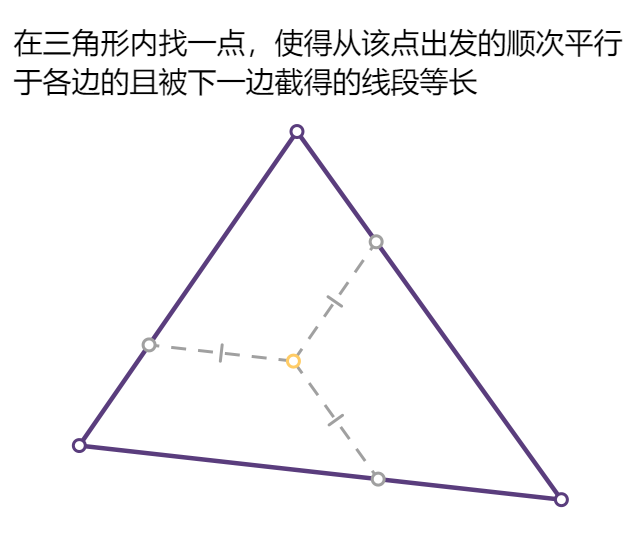 在三角形内找一点，使得从该点出发的顺次平行
于各边的且被下一边截得的线段等长